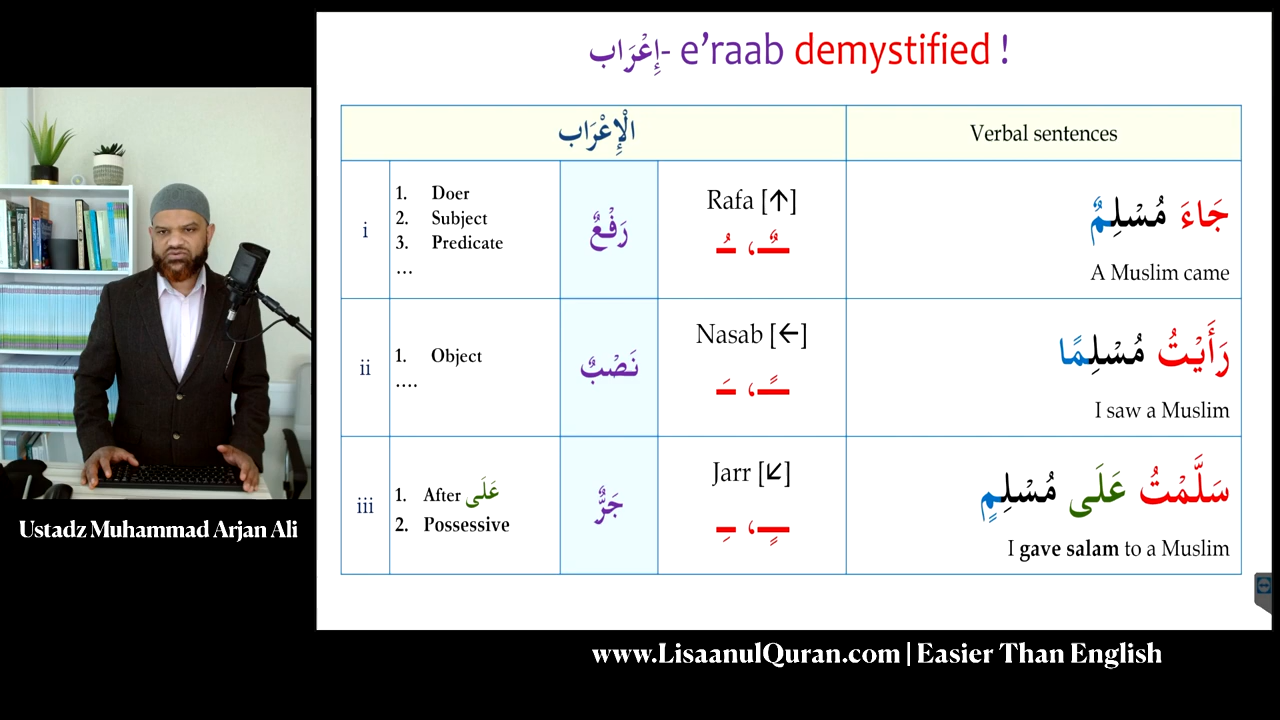 إِعْرَاب- e’raab demystified !
الْإِعْرَاب
Verbal sentences
i
1. Doer
2. Subject
3. Predicate
...
رَفْعٌ
Rafa [↑]
ـٌ ، ـُ
جَاءَ مُسْلِمٌ
A Muslim came
ii
1. Object
....
نَصْبٌ
Nasab [←]
ـً ، ـَ
رَأَيْتُ مُسْلِمًا
I saw a Muslim
iii
1. After عَلَى
2. Possessive
جَرٌّ
Jarr [↙]
ـٍ ، ـِ
سَلَّمْتُ عَلَى مُسْلِمٍ
I gave salam to a Muslim
Ustadz Muhammad Arjan Ali
www.LisaanulQuran.com | Easier Than English